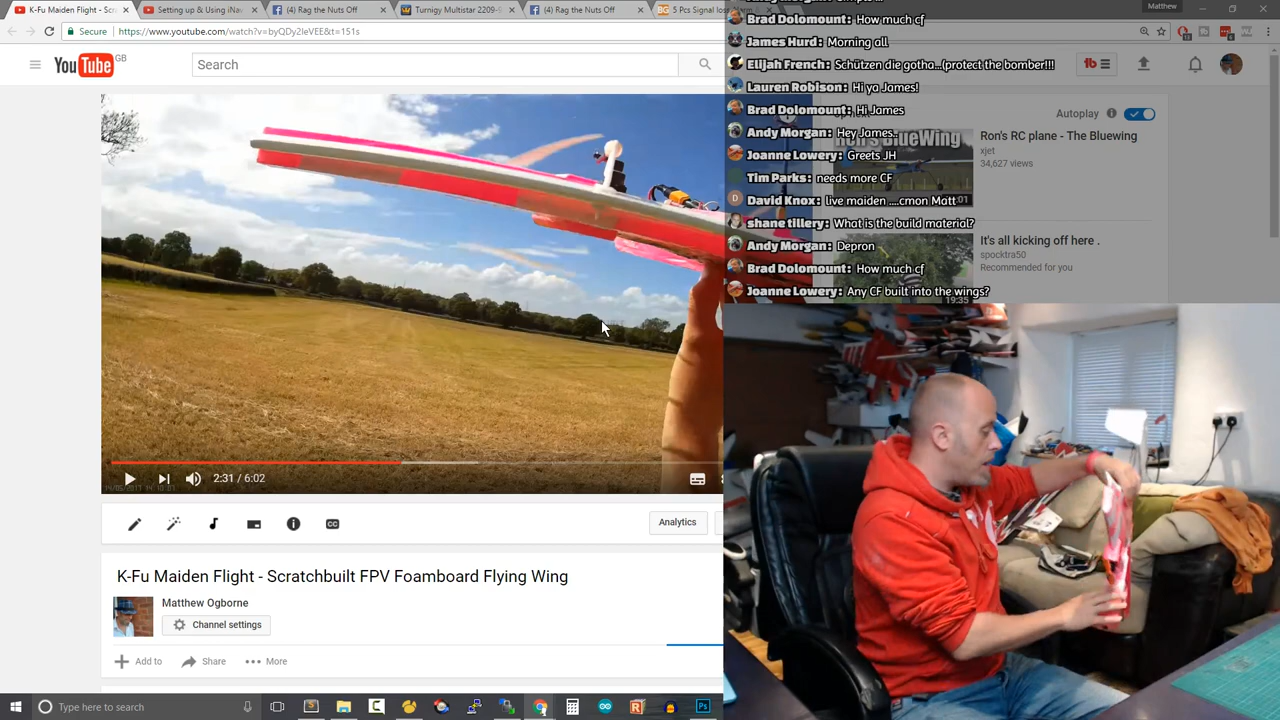 K-Fu Maiden Flight - Scr
Setting up & Using iNav
(4) Rag the Nuts Off
Turnigy Multistar 2209-9
(4) Rag the Nuts Off
5 Pcs Signal loss
Matthew
Secure
https://www.youtube.com/watch?v=byQDy2leVEE&t=151s
YouTube GB
Search
Brad Dolomount: How much cf
James Hurd: Morning all
Elijah French: Schützen die gotha...(protect the bomber!!!
Lauren Robison: Hi ya James!
Brad Dolomount: Hi James
Andy Morgan: Hey James..
Joanne Lowery: Greets JH
Tim Parks: needs more CF
David Knox: live maiden ....cmon Matt
shane tillery: What is the build material?
Andy Morgan: Depron
Brad Dolomount: How much cf
Joanne Lowery: Any CF built into the wings?
Autoplay
Ron's RC plane - The Bluewing
xjet
34,627 views
It's all kicking off here .
spocktra50
Recommended for you
19:35
2:31 / 6:02
Analytics
K-Fu Maiden Flight - Scratchbuilt FPV Foamboard Flying Wing
Matthew Ogborne
Channel settings
Add to
Share
More
Type here to search